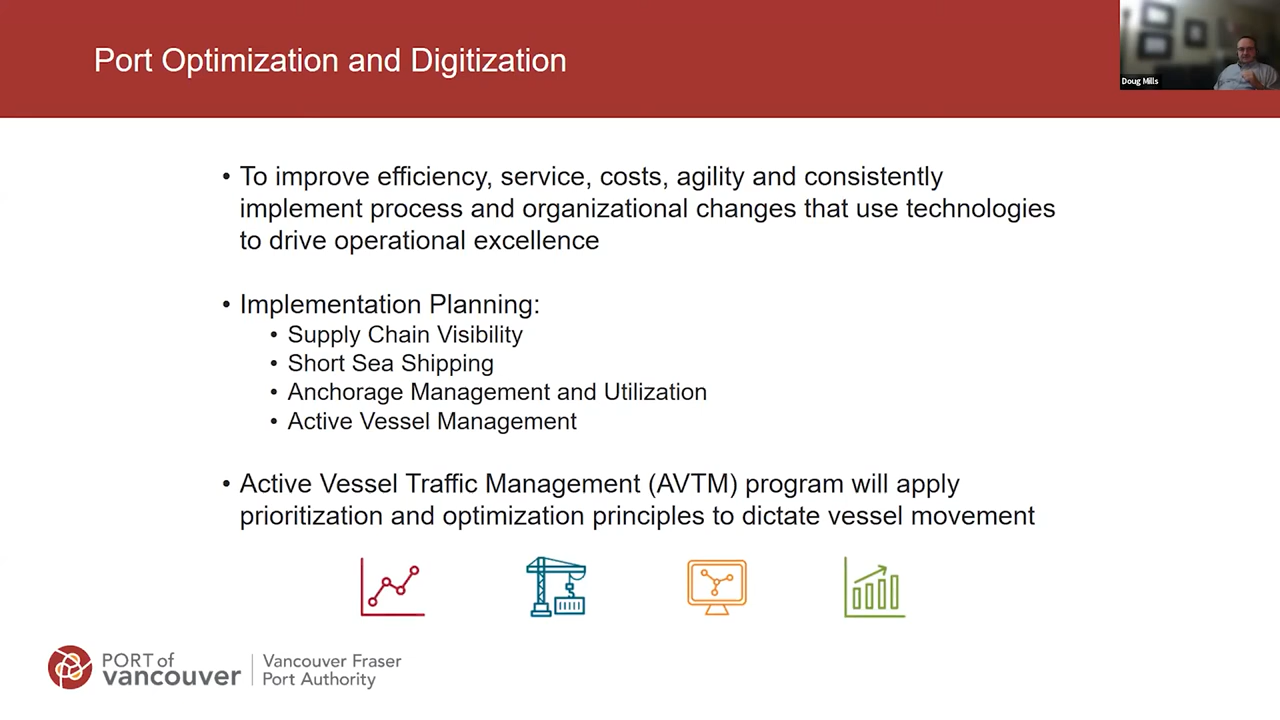 Port Optimization and Digitization
Doug Mills
• To improve efficiency, service, costs, agility and consistently
implement process and organizational changes that use technologies
to drive operational excellence
• Implementation Planning:
• Supply Chain Visibility
• Short Sea Shipping
• Anchorage Management and Utilization
• Active Vessel Management
• Active Vessel Traffic Management (AVTM) program will apply
prioritization and optimization principles to dictate vessel movement
PORT of
vancouver
Vancouver Fraser
Port Authority